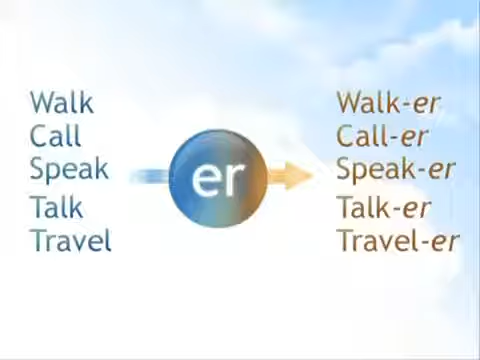 Walk
Call
Speak
Talk
Travel
er
Walk-er
Call-er
Speak-er
Talk-er
Travel-er